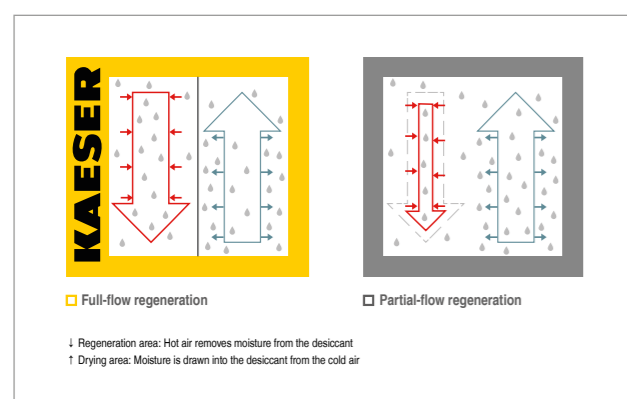 KAESER
Full-flow regeneration
Partial-flow regeneration
↓ Regeneration area: Hot air removes moisture from the desiccant
↑ Drying area: Moisture is drawn into the desiccant from the cold air